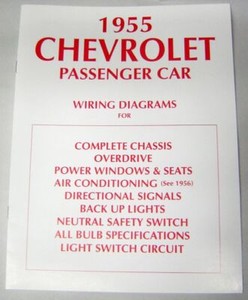 1955
CHEVROLET
PASSENGER CAR
WIRING DIAGRAMS
FOR
COMPLETE CHASSIS
OVERDRIVE
POWER WINDOWS & SEATS
AIR CONDITIONING (See 1956)
DIRECTIONAL SIGNALS
BACK UP LIGHTS
NEUTRAL SAFETY SWITCH
ALL BULB SPECIFICATIONS
LIGHT SWITCH CIRCUIT